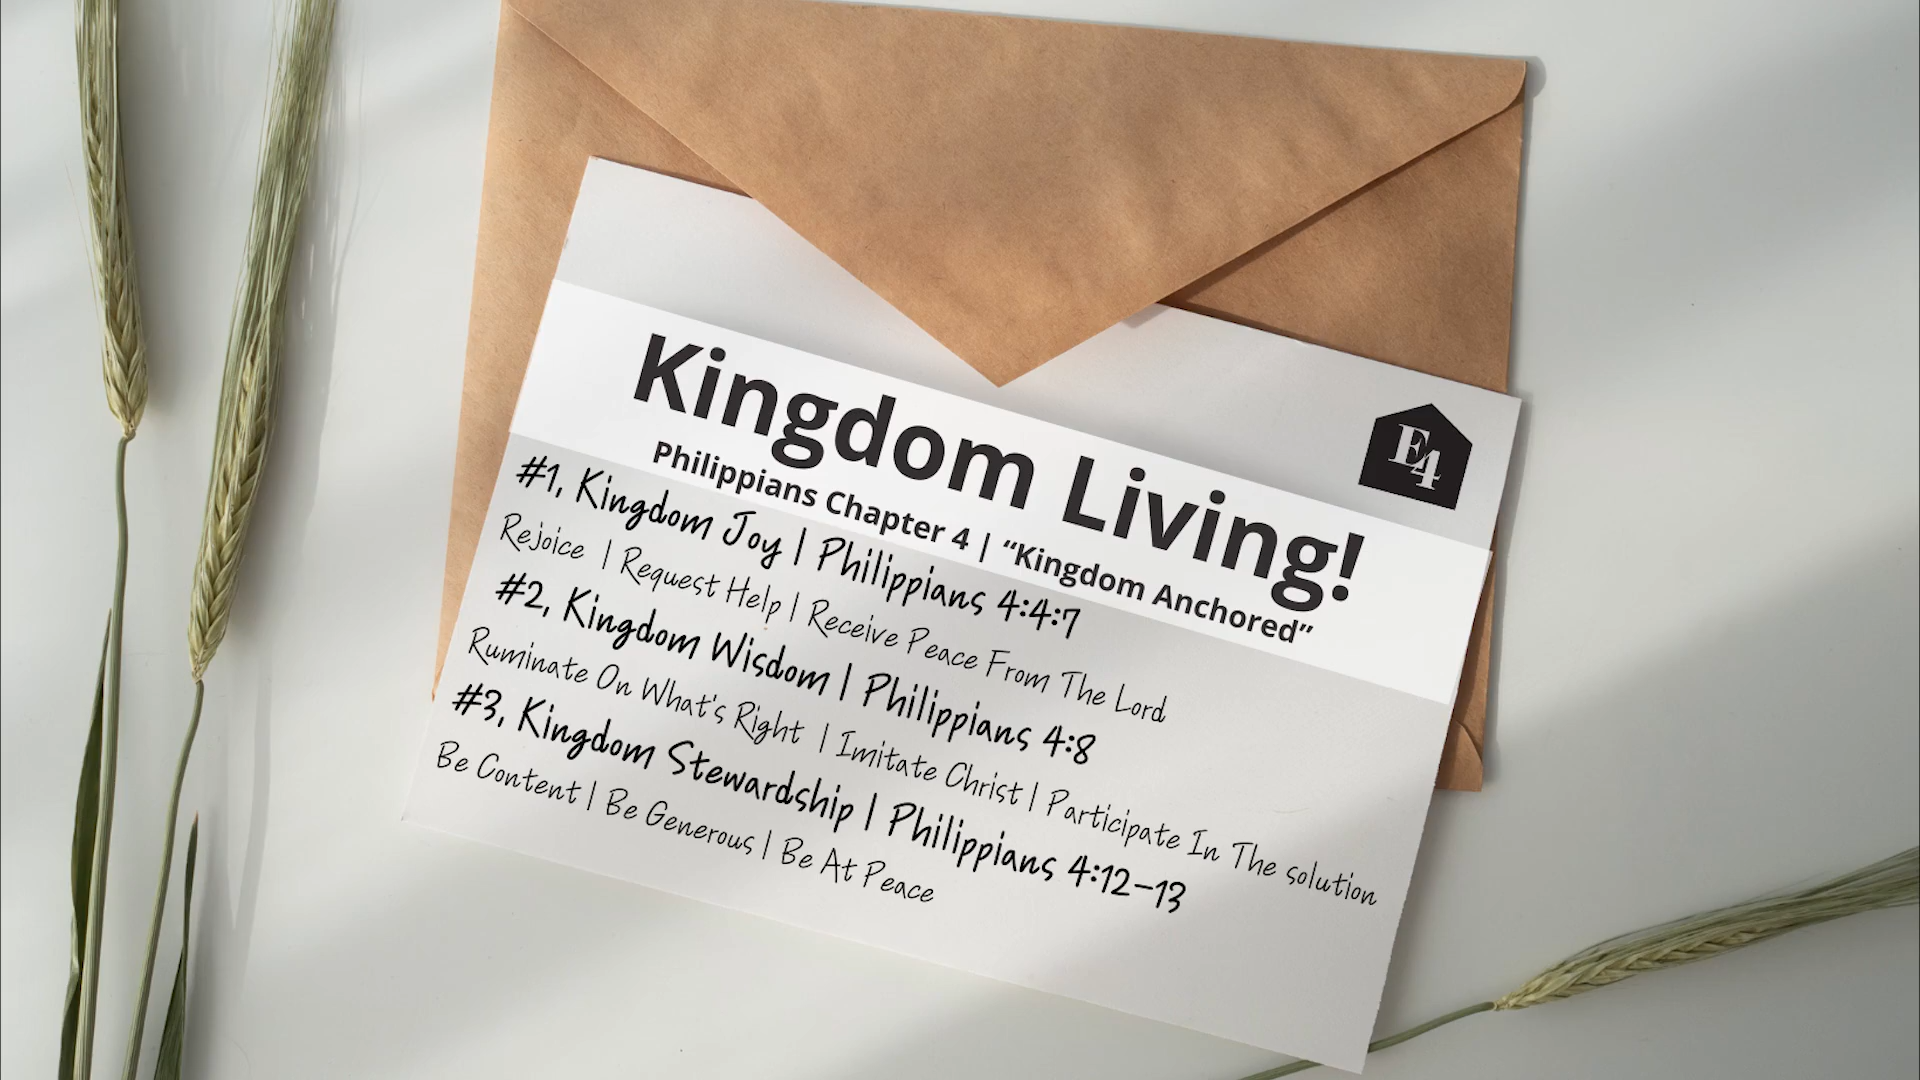 Kingdom Living!
Philippians Chapter 4 | “Kingdom Anchored”
E4
#1, Kingdom Joy | Philippians 4:4:7
Rejoice | Request Help | Receive Peace From The Lord
#2, Kingdom Wisdom | Philippians 4:8
Ruminate On What's Right | Imitate Christ | Participate In The solution
#3, Kingdom Stewardship | Philippians 4:12-13
Be Content | Be Generous | Be At Peace